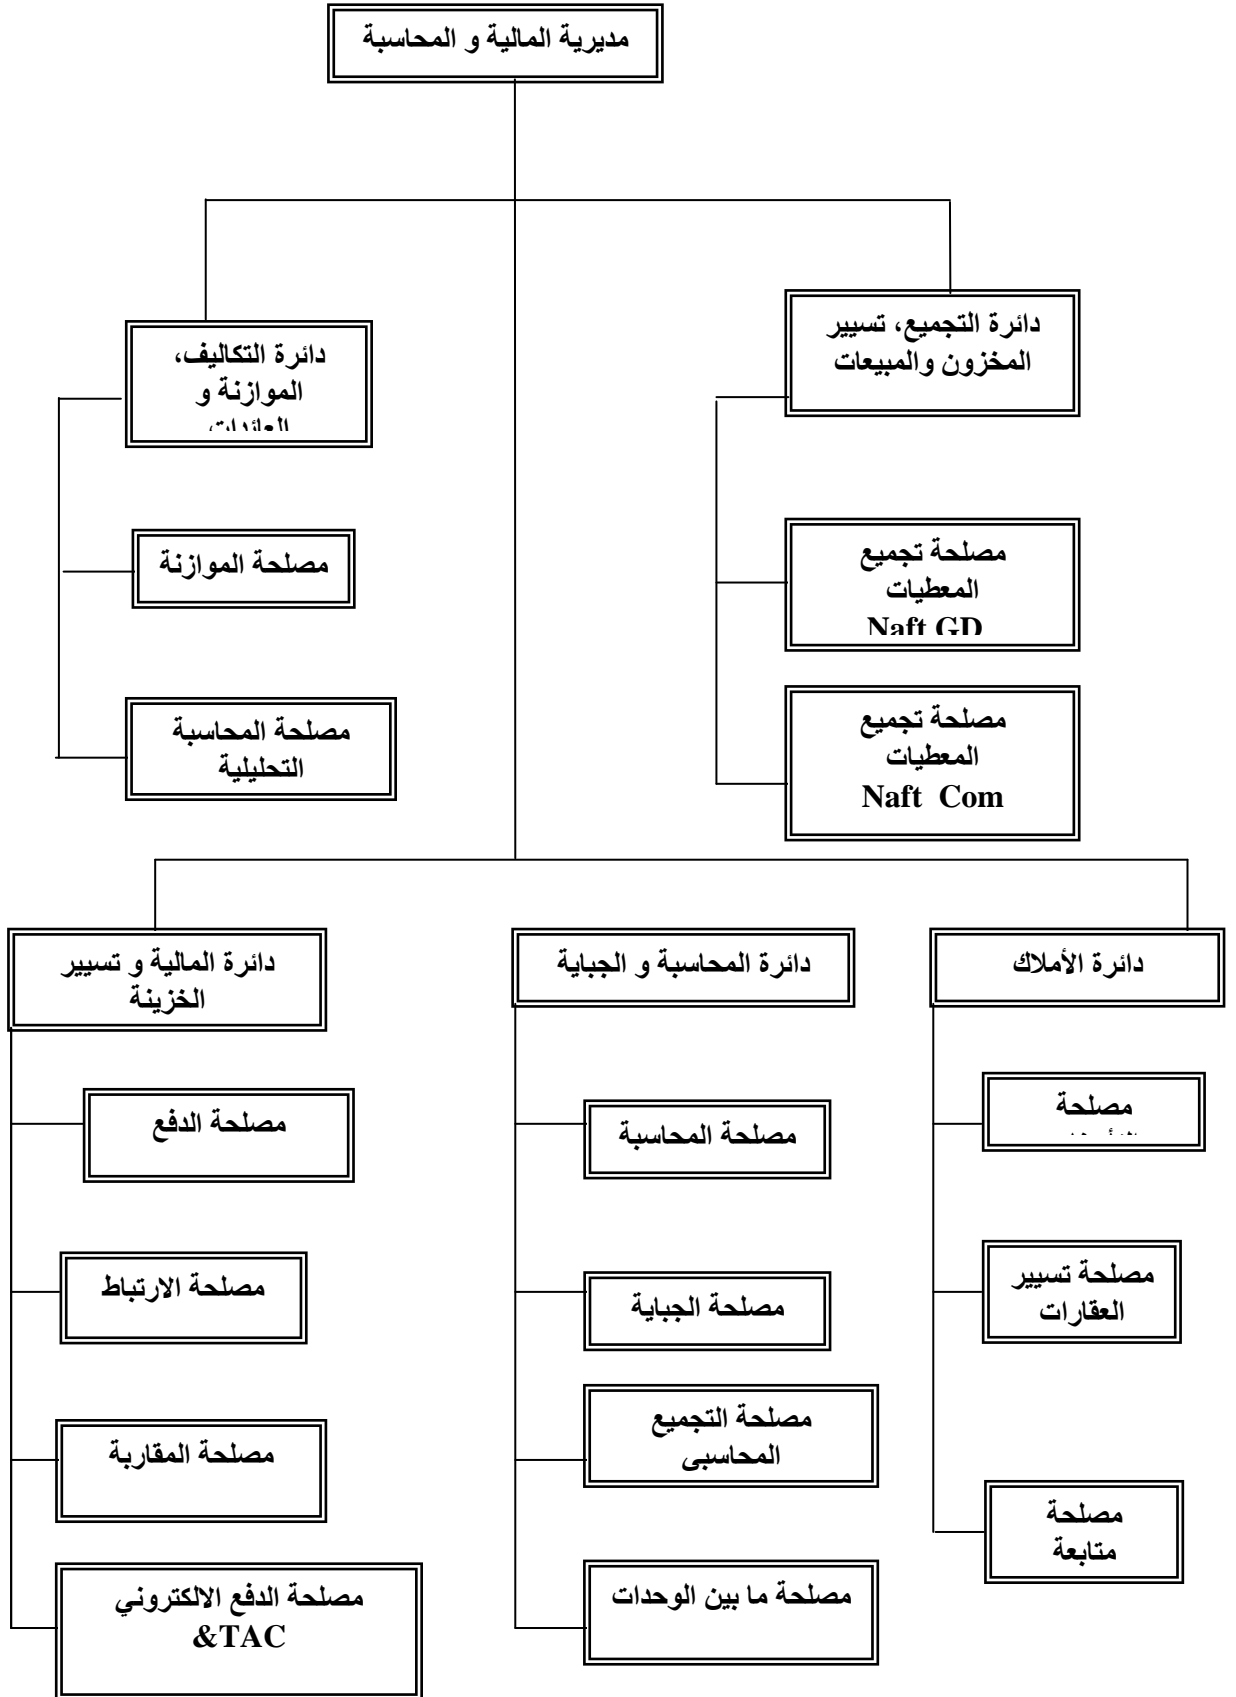 مديرية المالية و المحاسبة
دائرة التجميع، تسيير
المخزون والمبيعات
دائرة التكاليف،
الموازنة و
العائدات
مصلحة تجميع
المعطيات
Naft GD
مصلحة الموازنة
مصلحة تجميع
المعطيات
Naft Com
مصلحة المحاسبة
التحليلية
دائرة الأملاك
دائرة المحاسبة و الجباية
دائرة المالية و تسيير
الخزينة
مصلحة
مصلحة المحاسبة
مصلحة الدفع
مصلحة تسيير
العقارات
مصلحة الجباية
مصلحة الارتباط
مصلحة التجميع
المحاسبي
مصلحة المقاربة
مصلحة
متابعة
مصلحة ما بين الوحدات
مصلحة الدفع الالكتروني
&TAC